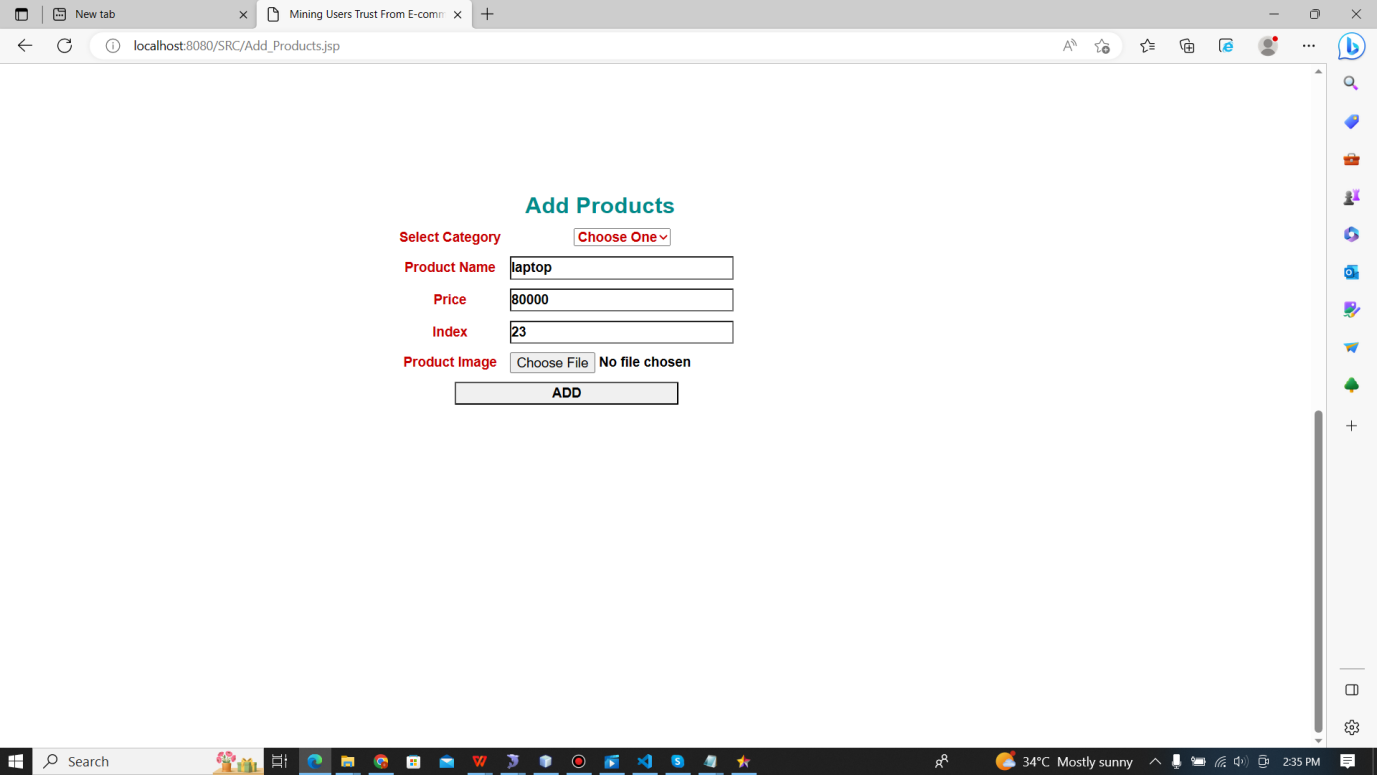 New tab
Mining Users Trust From E-comm
localhost:8080/SRC/Add_Products.jsp
Add Products
Select Category Choose One
Product Name laptop
Price 80000
Index 23
Product Image Choose File No file chosen
ADD
Search
34°C Mostly sunny
2:35 PM